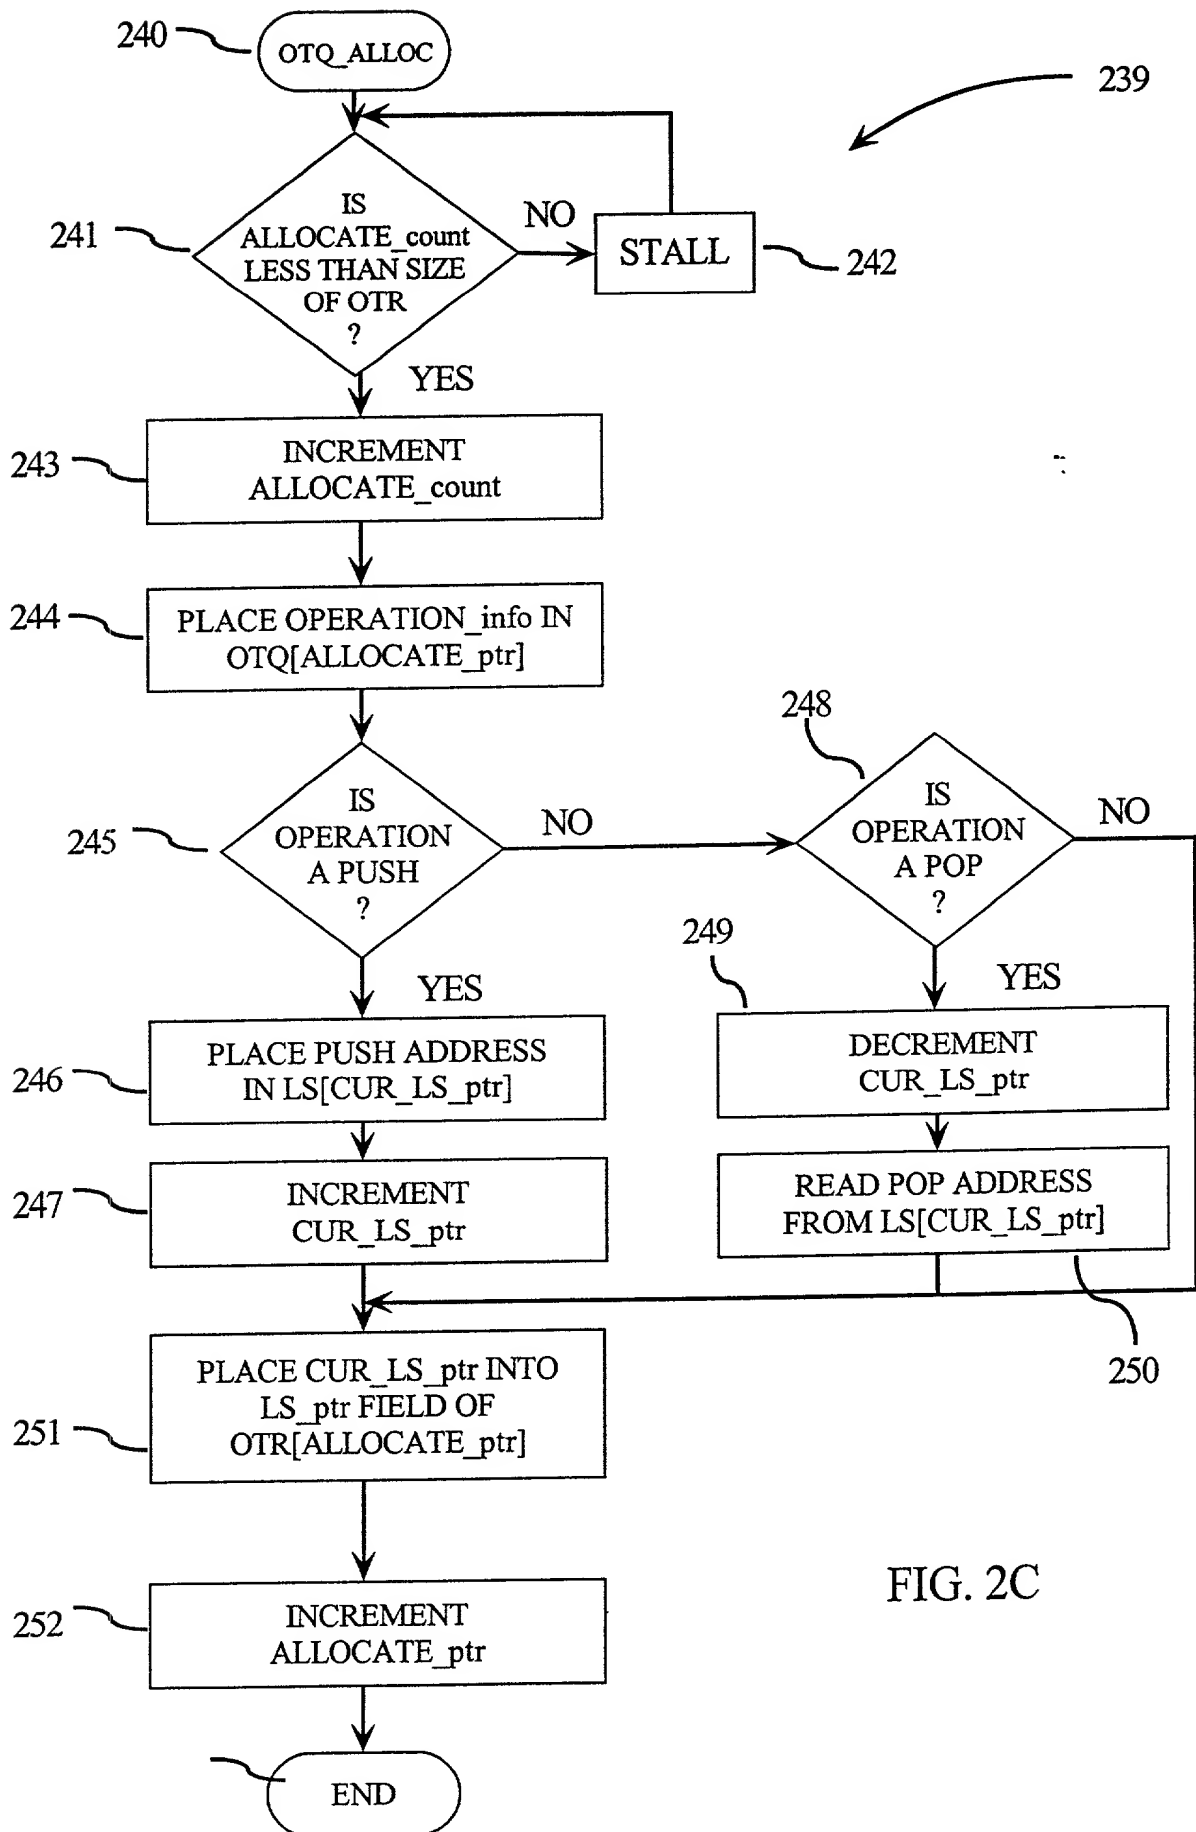 240
OTQ_ALLOC
239
241
IS
ALLOCATE_count
LESS THAN SIZE
OF OTR
?
NO
STALL
242
YES
243
INCREMENT
ALLOCATE_count
244
PLACE OPERATION_info IN
OTQ[ALLOCATE_ptr]
245
IS
OPERATION
A PUSH
?
NO
248
IS
OPERATION
A POP
?
NO
YES
246
PLACE PUSH ADDRESS
IN LS[CUR_LS_ptr]
249
YES
DECREMENT
CUR_LS_ptr
247
INCREMENT
CUR_LS_ptr
READ POP ADDRESS
FROM LS[CUR_LS_ptr]
250
251
PLACE CUR_LS_ptr INTO
LS_ptr FIELD OF
OTR[ALLOCATE_ptr]
252
INCREMENT
ALLOCATE_ptr
FIG. 2C
END